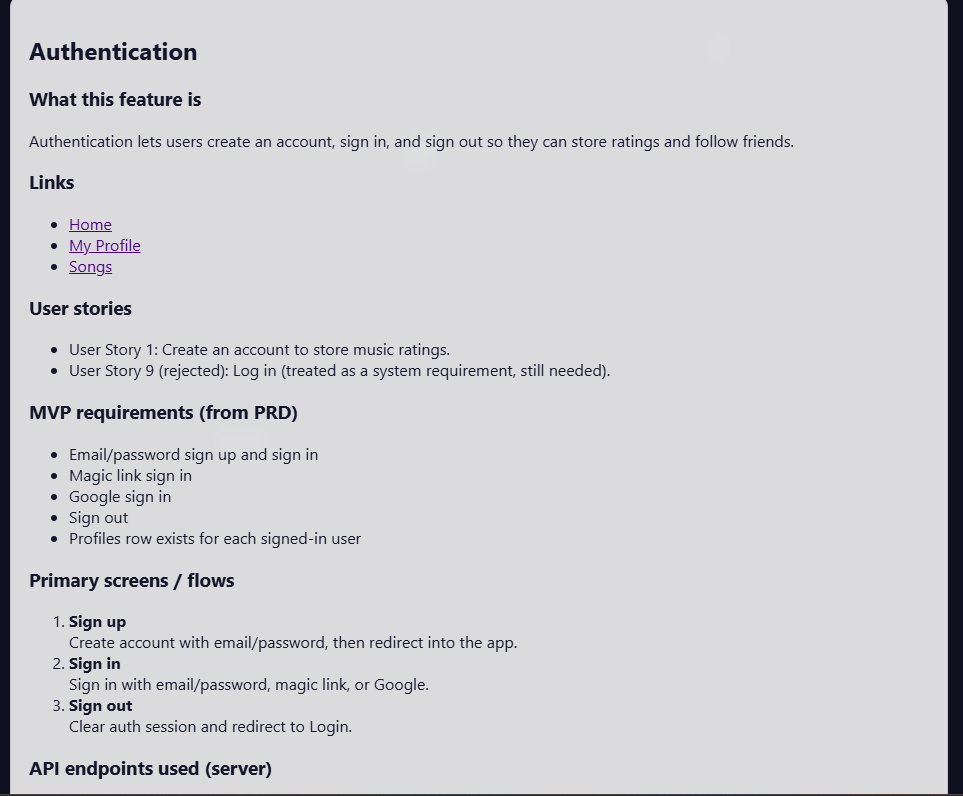 Authentication
What this feature is
Authentication lets users create an account, sign in, and sign out so they can store ratings and follow friends.
Links
• Home
• My Profile
• Songs
User stories
• User Story 1: Create an account to store music ratings.
• User Story 9 (rejected): Log in (treated as a system requirement, still needed).
MVP requirements (from PRD)
• Email/password sign up and sign in
• Magic link sign in
• Google sign in
• Sign out
• Profiles row exists for each signed-in user
Primary screens / flows
1. Sign up
Create account with email/password, then redirect into the app.
2. Sign in
Sign in with email/password, magic link, or Google.
3. Sign out
Clear auth session and redirect to Login.
API endpoints used (server)